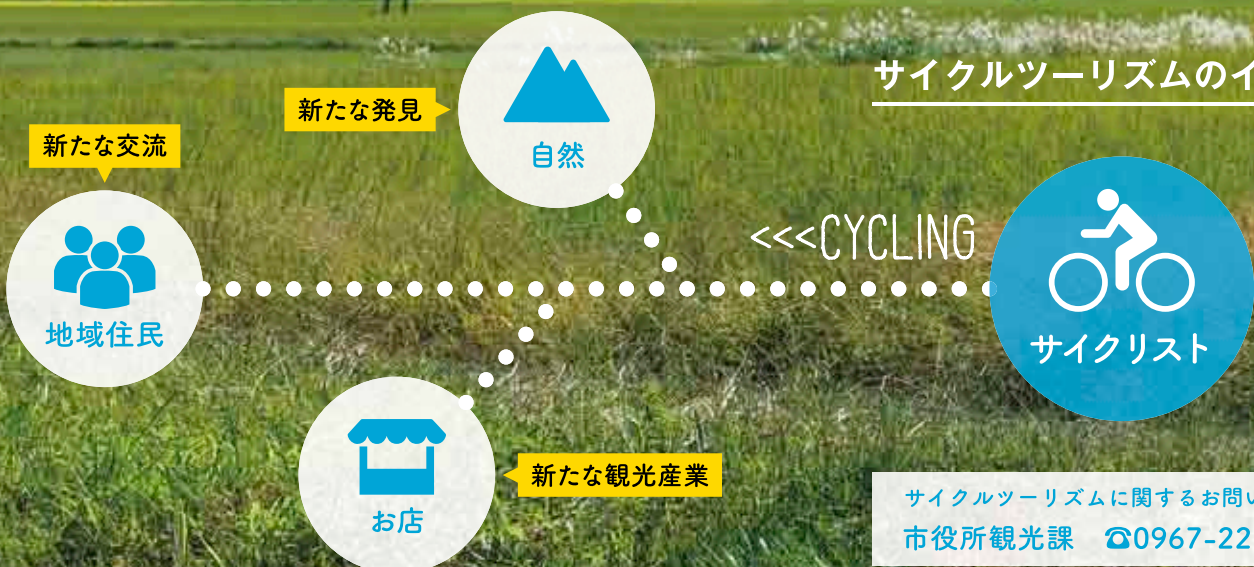 サイクルツーリズムのイ
新たな発見
自然
新たな交流
地域住民
<<<CYCLING
サイクリスト
新たな観光産業
お店
サイクルツーリズムに関するお問い
市役所観光課 ☎0967-22